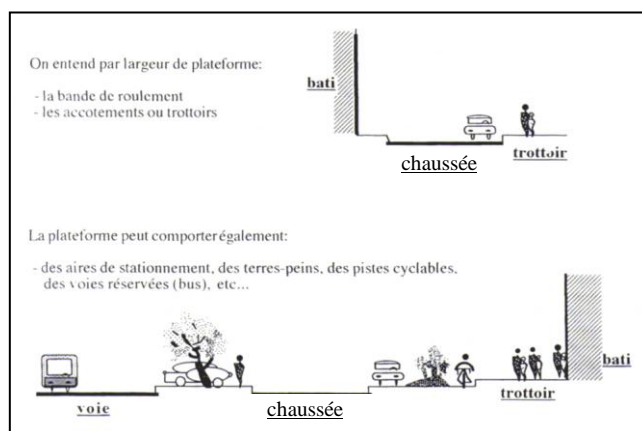 On entend par largeur de plateforme:
- la bande de roulement
- les accotements ou trottoirs
bati
chaussée
trottoir
La plateforme peut comporter également:
- des aires de stationnement, des terres-peins, des pistes cyclables,
des voies réservées (bus), etc...
bati
trottoir
voie
chaussée